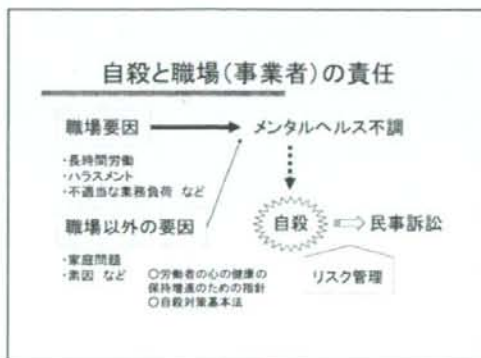 自殺と職場(事業者)の責任
職場要因
メンタルヘルス不調
・長時間労働
・ハラスメント
・不適当な業務負荷 など
職場以外の要因
自殺
民事訴訟
・家庭問題
・素因 など
○労働者の心の健康の
保持増進のための指針
○自殺対策基本法
リスク管理